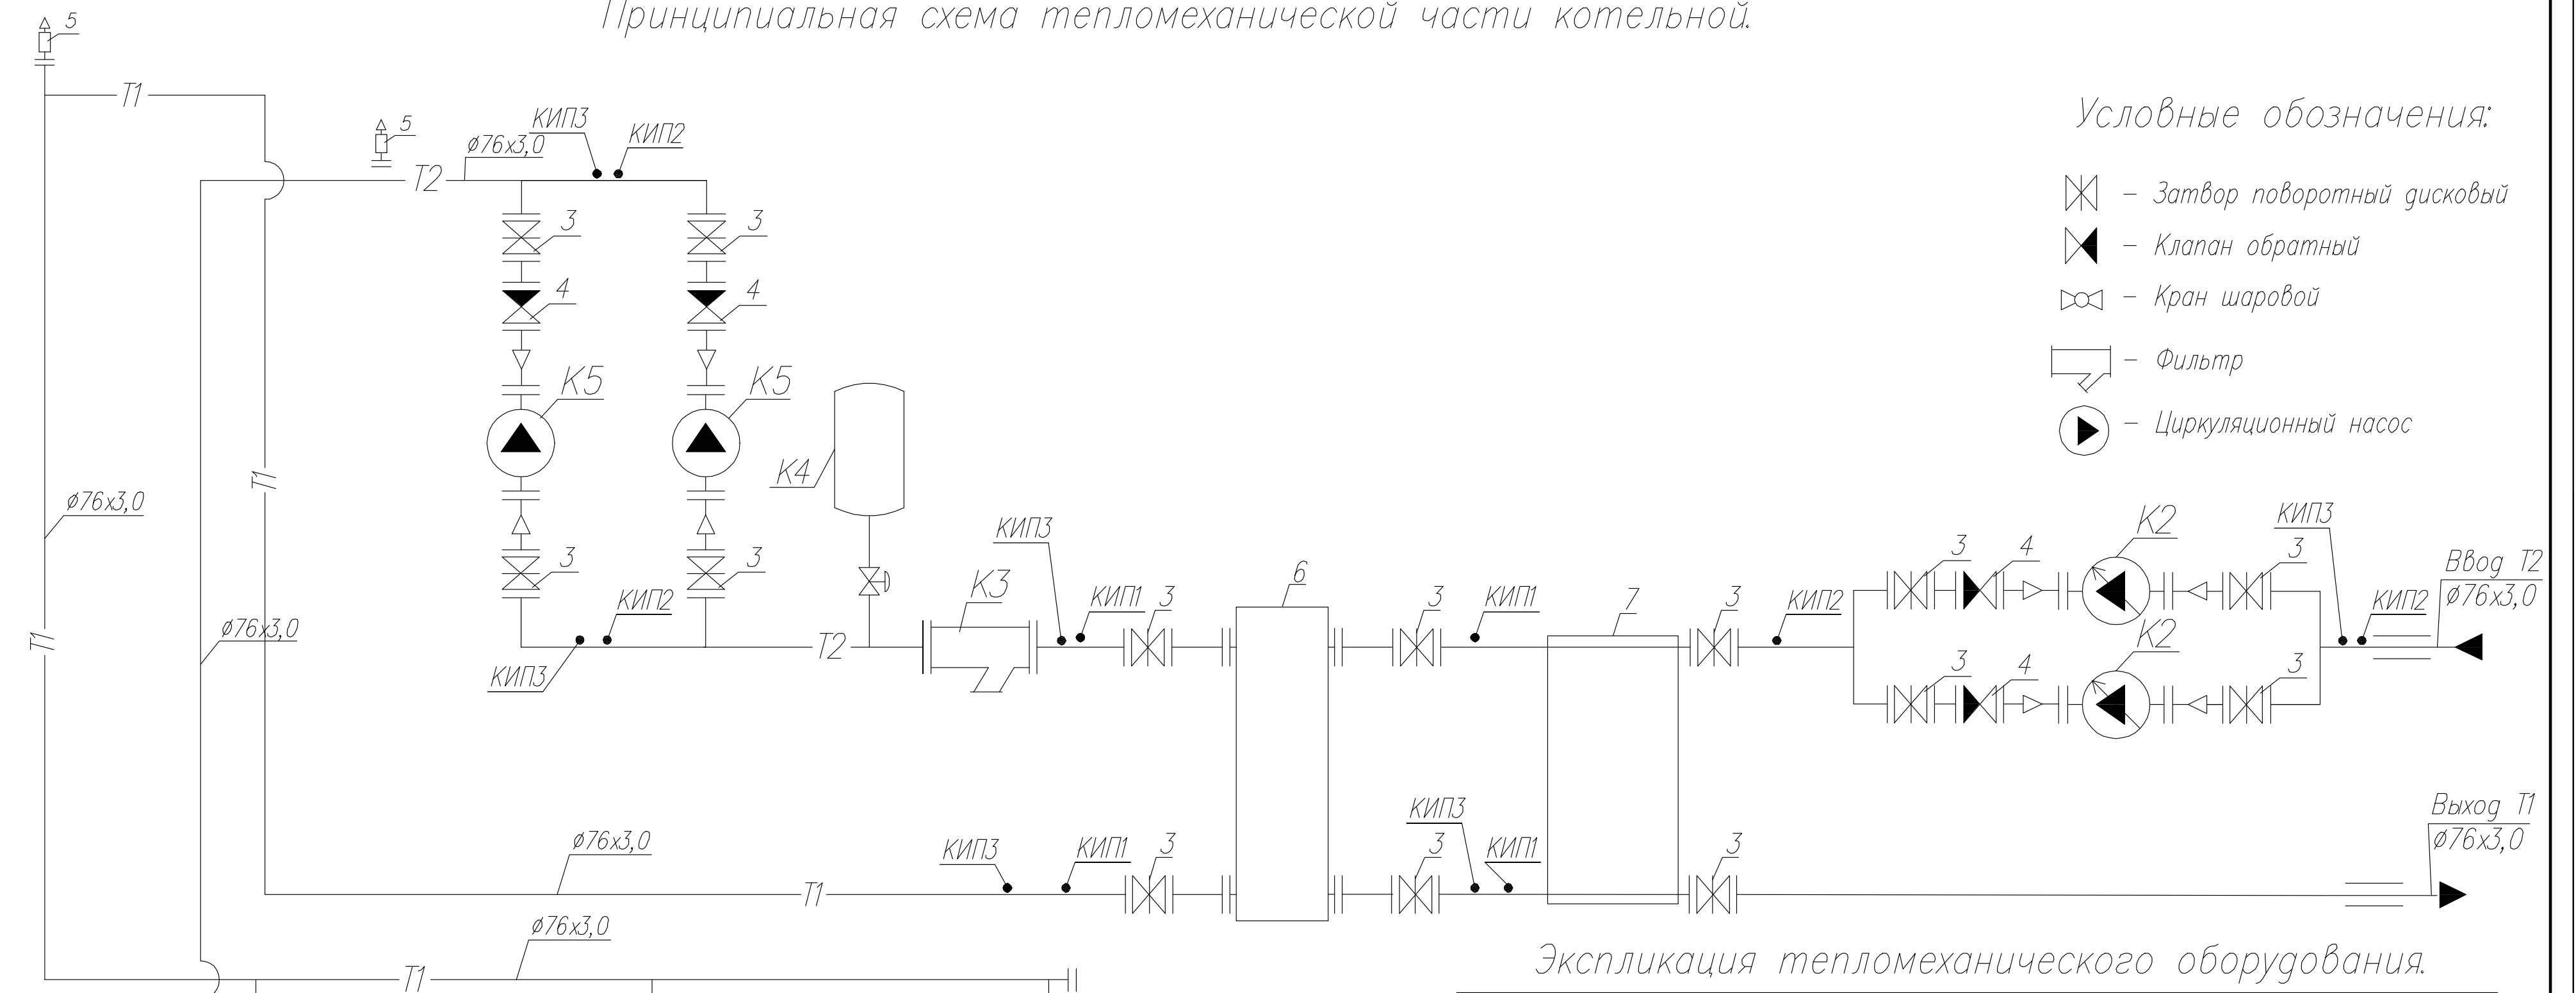 Принципиальная схема тепломеханической части котельной.
5
Т1
5
КИП3
КИП2
ø76х3,0
Т2
Условные обозначения:
– Затвор поворотный дисковый
– Клапан обратный
– Кран шаровой
– Фильтр
– Циркуляционный насос
3
3
4
4
К5
К5
К4
Т1
ø76х3,0
3
3
КИП2
ø76х3,0
Т1
КИП3
Т2
К3
КИП3
КИП1
3
6
3
КИП1
7
3
КИП2
3
4
К2
3
КИП3
Ввод Т2
ø76х3,0
КИП2
3
4
К2
3
Выход Т1
ø76х3,0
ø76х3,0
Т1
КИП3
КИП1
3
КИП3
3
КИП1
3
ø76х3,0
Т1
Экспликация тепломеханического оборудования.